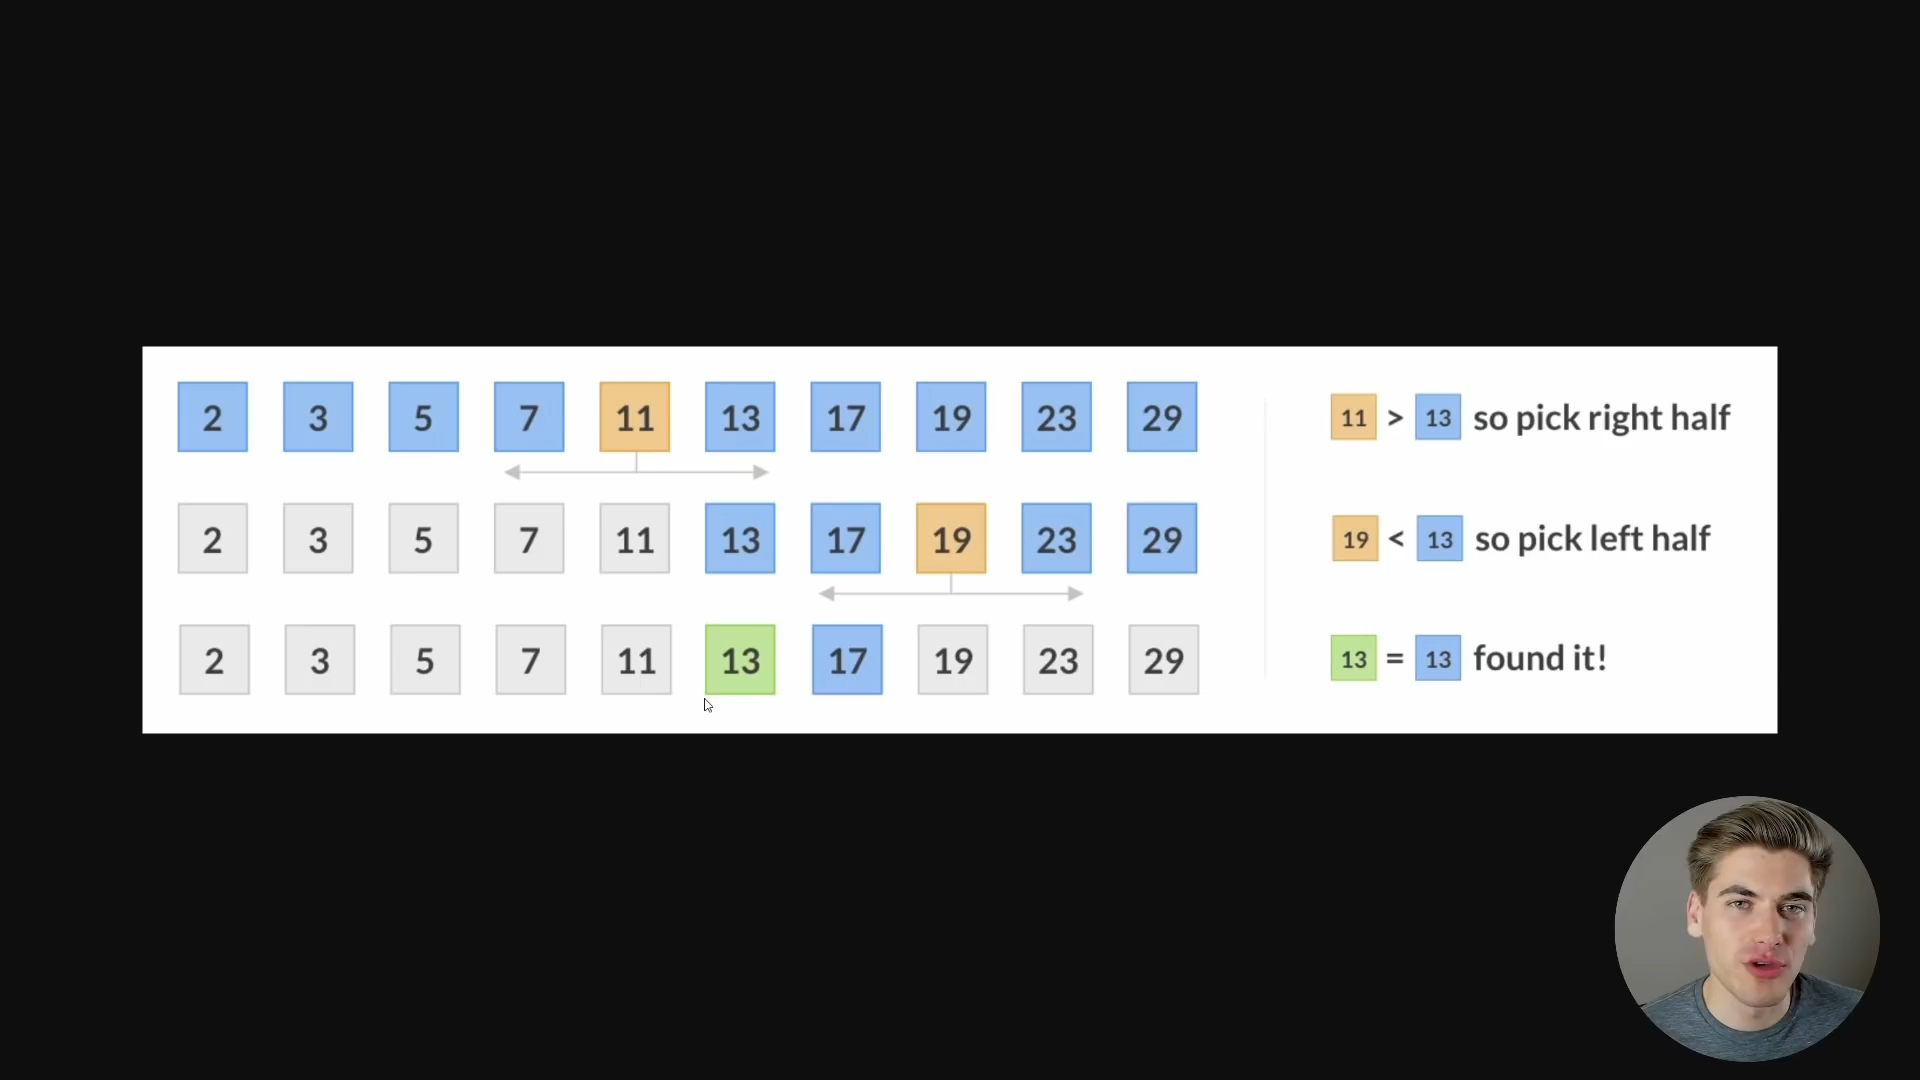 2 3 5 7 11 13 17 19 23 29 11 > 13 so pick right half
2 3 5 7 11 13 17 19 23 29 19 < 13 so pick left half
2 3 5 7 11 13 17 19 23 29 13 = 13 found it!